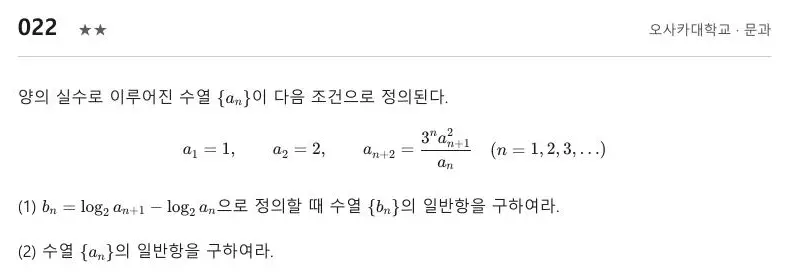 022 ★★ 오사카대학교 · 문과
양의 실수로 이루어진 수열 {aₙ}이 다음 조건으로 정의된다.
a₁ = 1, a₂ = 2, aₙ₊₂ = 3ⁿa²ₙ₊₁ / aₙ (n = 1, 2, 3, …)
(1) bₙ = log₂ aₙ₊₁ − log₂ aₙ으로 정의할 때 수열 {bₙ}의 일반항을 구하여라.
(2) 수열 {aₙ}의 일반항을 구하여라.